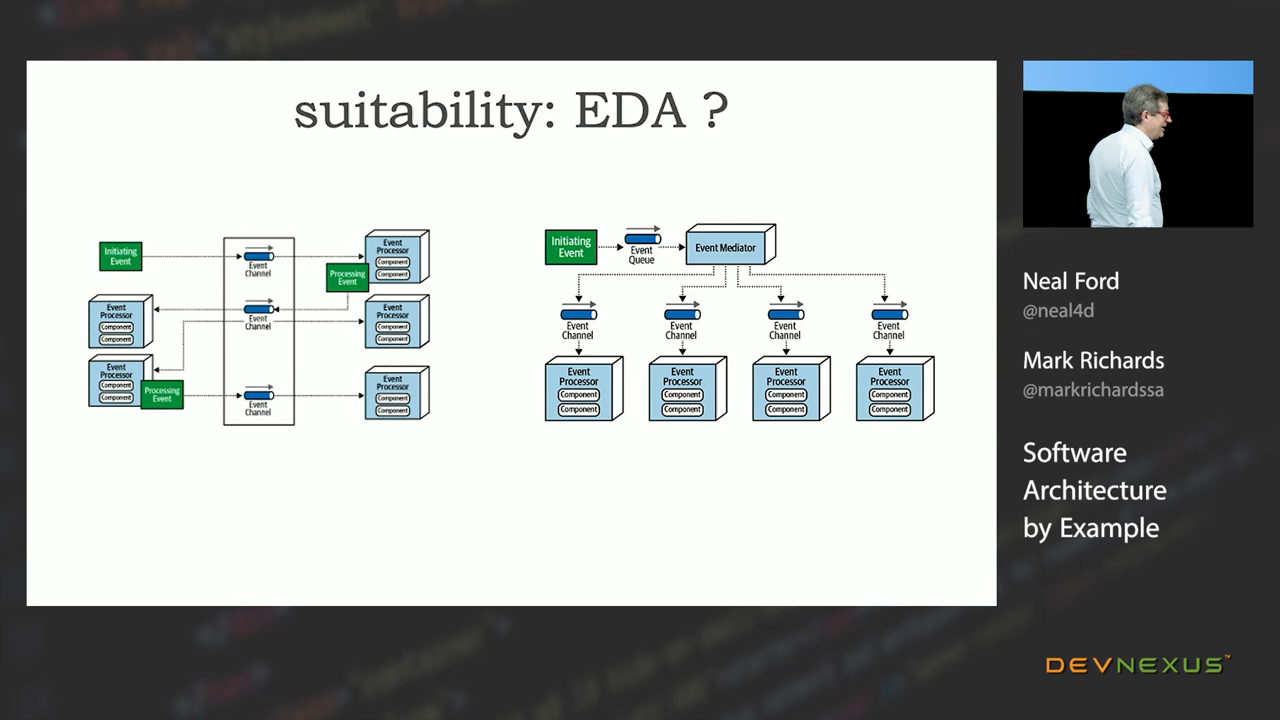 suitability: EDA ?
Initiating
Event
Event
Channel
Event
Processor
Component
Component
Processing
Event
Event
Processor
Component
Component
Event
Channel
Event
Processor
Component
Component
Event
Processor
Component
Component
Processing
Event
Event
Channel
Event
Processor
Component
Component
Initiating
Event
Event
Queue
Event Mediator
Event
Channel
Event
Channel
Event
Channel
Event
Channel
Event
Processor
Component
Component
Event
Processor
Component
Component
Event
Processor
Component
Component
Event
Processor
Component
Component
Neal Ford
@neal4d
Mark Richards
@markrichardssa
Software
Architecture
by Example
DEVNEXUS™